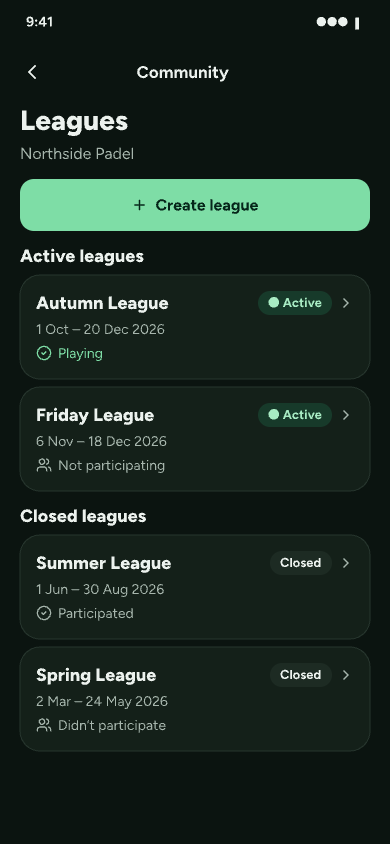 9:41
Community
Leagues
Northside Padel
+ Create league
Active leagues
Autumn League
Active
1 Oct – 20 Dec 2026
Playing
Friday League
Active
6 Nov – 18 Dec 2026
Not participating
Closed leagues
Summer League
Closed
1 Jun – 30 Aug 2026
Participated
Spring League
Closed
2 Mar – 24 May 2026
Didn’t participate